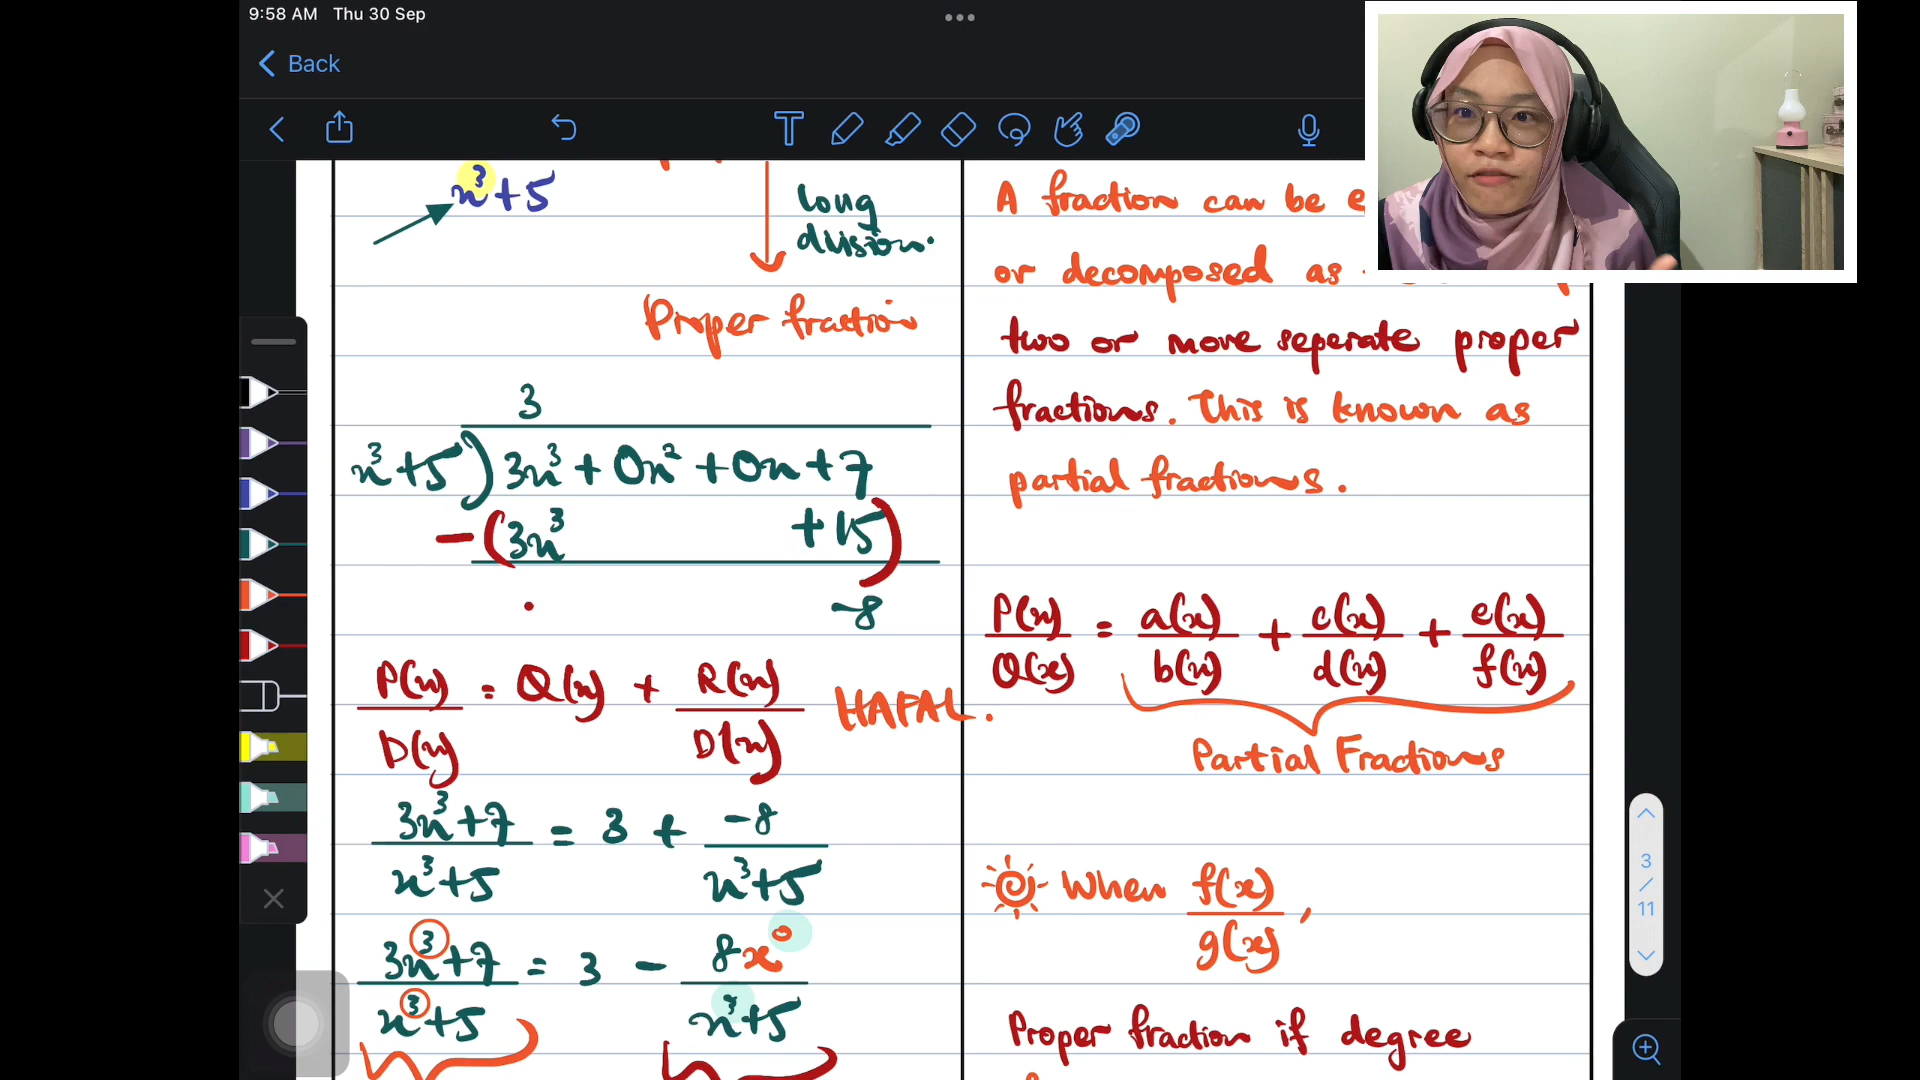 9:58 AM Thu 30 Sep
Back
x³+5
long
division.
Proper fraction
3
x³+5)3x³ + 0x² + 0x + 7
-(3x³ +15)
-8
P(x)/D(x) = Q(x) + R(x)/D(x) HAFAL.
3x³+7/x³+5 = 3 + -8/x³+5
3x³+7/x³+5 = 3 - 8x⁰/x³+5
A fraction can be
or decomposed as
two or more seperate proper
fractions. This is known as
partial fractions.
P(x)/Q(x) = a(x)/b(x) + c(x)/d(x) + e(x)/f(x)
Partial Fractions
When f(x)/g(x),
Proper fraction if degree
3
/
11